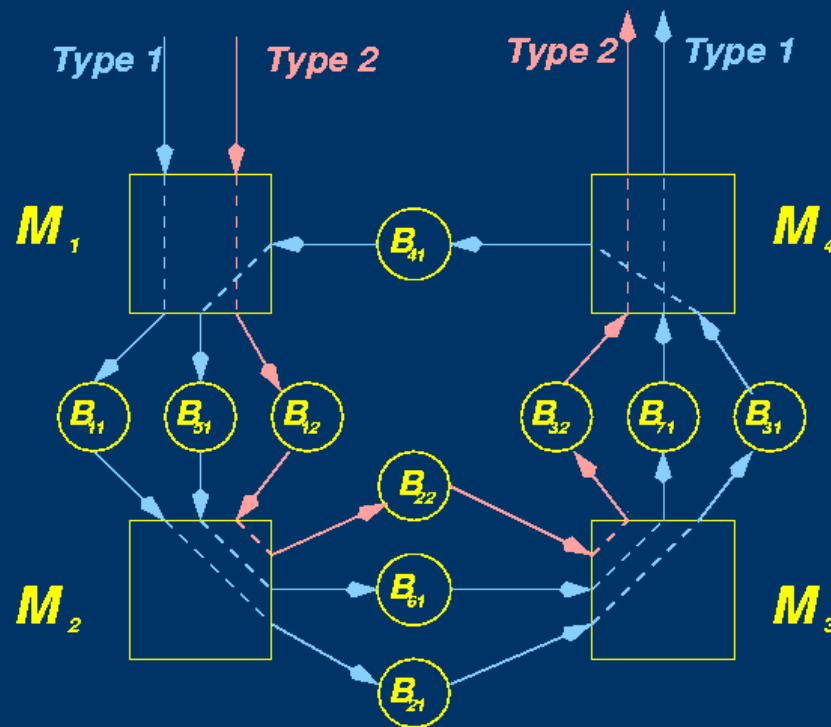 Type 1 Type 2 Type 2 Type 1
M1 M4
B41
B11 B51 B12 B32 B71 B31
B22
B61
M2 M3
B21